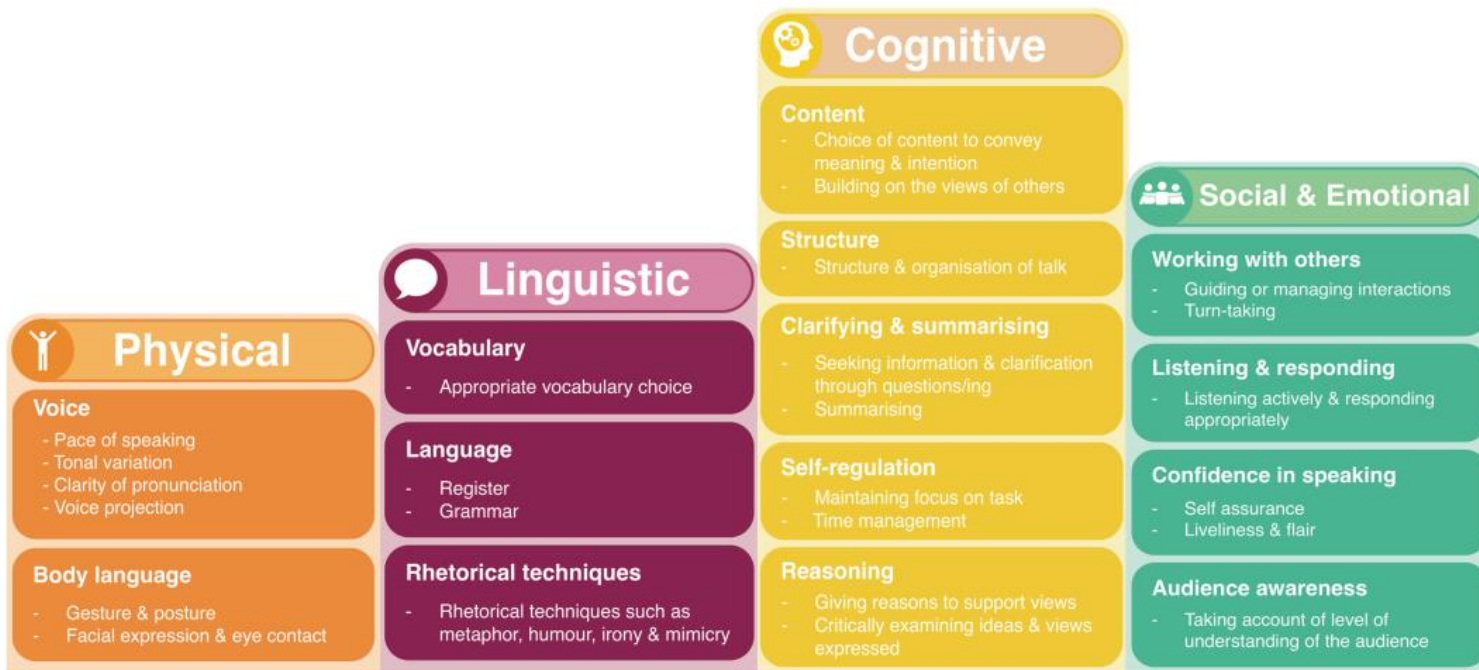 Physical
Voice
- Pace of speaking
- Tonal variation
- Clarity of pronunciation
- Voice projection
Body language
- Gesture & posture
- Facial expression & eye contact
Linguistic
Vocabulary
- Appropriate vocabulary choice
Language
- Register
- Grammar
Rhetorical techniques
- Rhetorical techniques such as
metaphor, humour, irony & mimicry
Cognitive
Content
- Choice of content to convey
meaning & intention
- Building on the views of others
Structure
- Structure & organisation of talk
Clarifying & summarising
- Seeking information & clarification
through questions/ing
- Summarising
Self-regulation
- Maintaining focus on task
- Time management
Reasoning
- Giving reasons to support views
- Critically examining ideas & views
expressed
Social & Emotional
Working with others
- Guiding or managing interactions
- Turn-taking
Listening & responding
- Listening actively & responding
appropriately
Confidence in speaking
- Self assurance
- Liveliness & flair
Audience awareness
- Taking account of level of
understanding of the audience